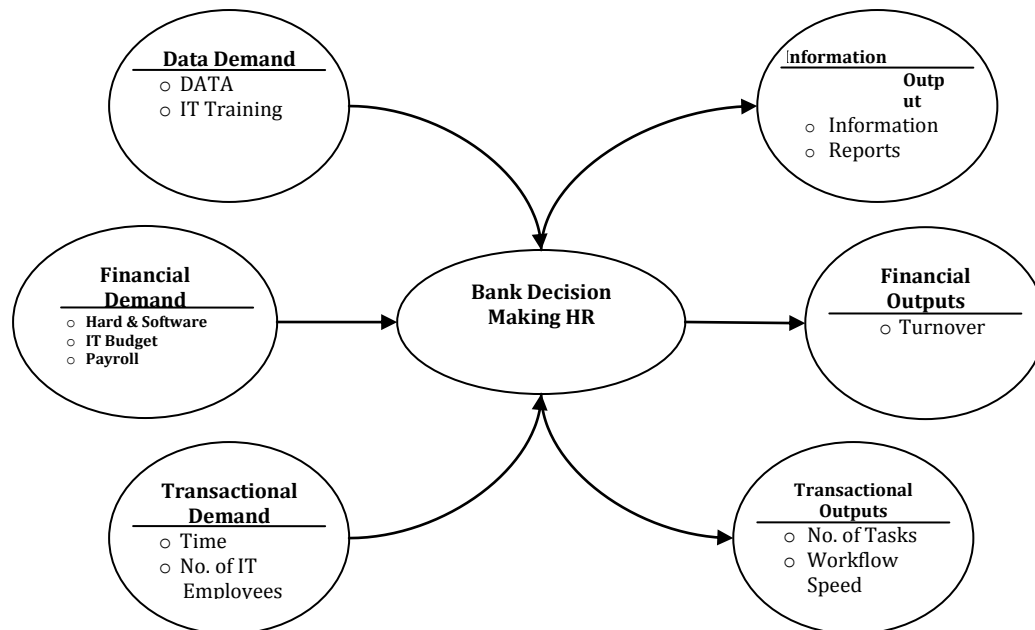 Data Demand
○ DATA
○ IT Training
Information
Outp
ut
○ Information
○ Reports
Financial
Demand
○ Hard & Software
○ IT Budget
○ Payroll
Bank Decision
Making HR
Financial
Outputs
○ Turnover
Transactional
Demand
○ Time
○ No. of IT
Employees
Transactional
Outputs
○ No. of Tasks
○ Workflow
Speed